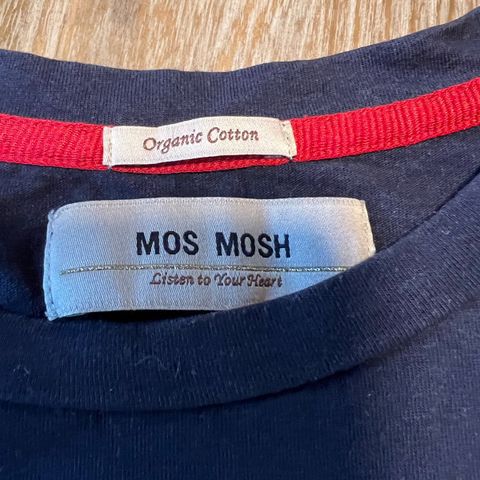 Organic Cotton
MOS MOSH
Listen to Your Heart